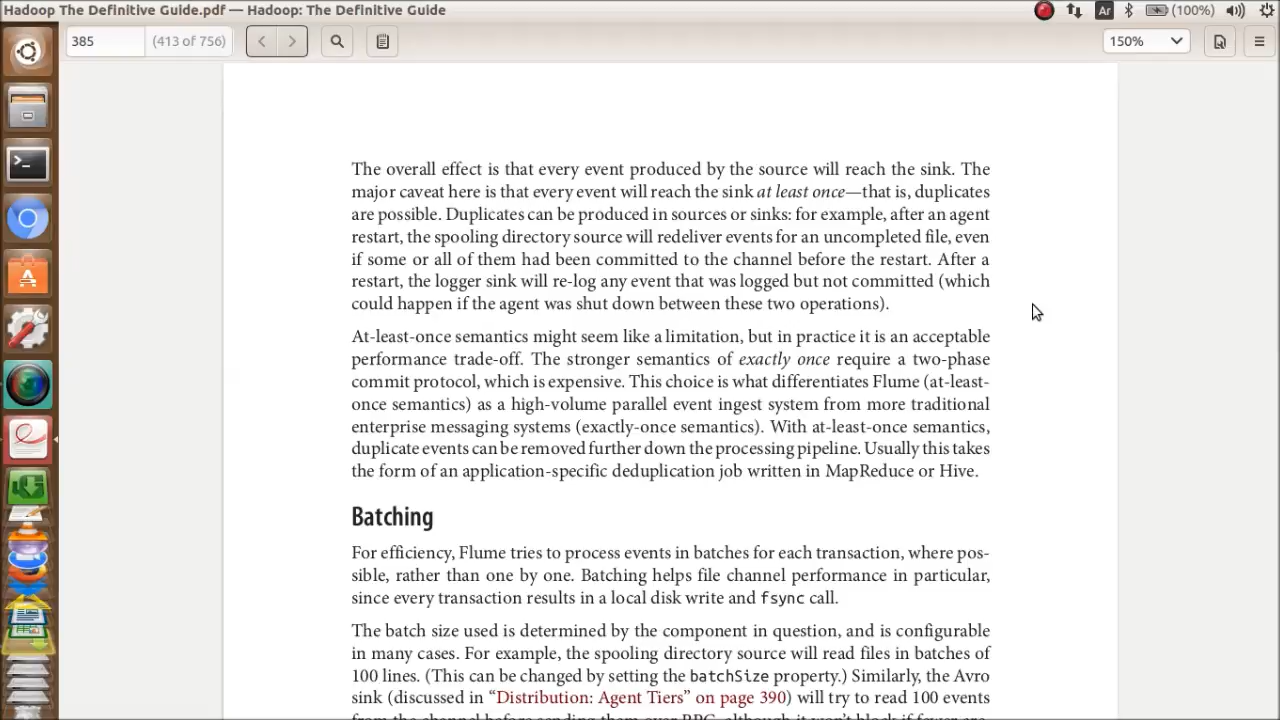 Hadoop The Definitive Guide.pdf — Hadoop: The Definitive Guide
Ar
(100%)
385
(413 of 756)
150%
The overall effect is that every event produced by the source will reach the sink. The
major caveat here is that every event will reach the sink at least once—that is, duplicates
are possible. Duplicates can be produced in sources or sinks: for example, after an agent
restart, the spooling directory source will redeliver events for an uncompleted file, even
if some or all of them had been committed to the channel before the restart. After a
restart, the logger sink will re-log any event that was logged but not committed (which
could happen if the agent was shut down between these two operations).
At-least-once semantics might seem like a limitation, but in practice it is an acceptable
performance trade-off. The stronger semantics of exactly once require a two-phase
commit protocol, which is expensive. This choice is what differentiates Flume (at-least-
once semantics) as a high-volume parallel event ingest system from more traditional
enterprise messaging systems (exactly-once semantics). With at-least-once semantics,
duplicate events can be removed further down the processing pipeline. Usually this takes
the form of an application-specific deduplication job written in MapReduce or Hive.
Batching
For efficiency, Flume tries to process events in batches for each transaction, where pos-
sible, rather than one by one. Batching helps file channel performance in particular,
since every transaction results in a local disk write and fsync call.
The batch size used is determined by the component in question, and is configurable
in many cases. For example, the spooling directory source will read files in batches of
100 lines. (This can be changed by setting the batchSize property.) Similarly, the Avro
sink (discussed in “Distribution: Agent Tiers” on page 390) will try to read 100 events
from the channel before sending them over RPC, although it won't block if fewer are